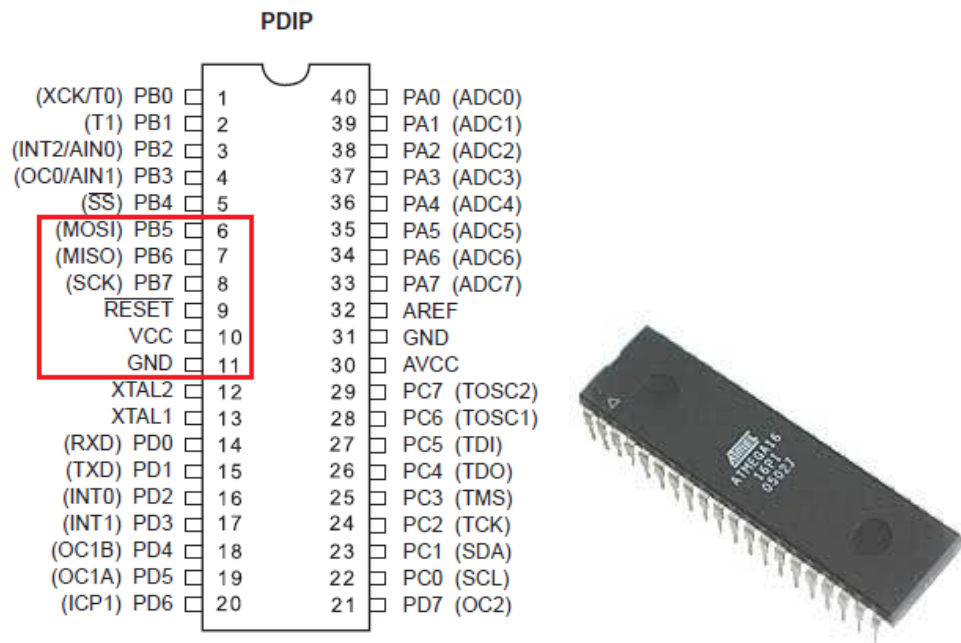 PDIP
(XCK/T0) PB0 1 40 PA0 (ADC0)
(T1) PB1 2 39 PA1 (ADC1)
(INT2/AIN0) PB2 3 38 PA2 (ADC2)
(OC0/AIN1) PB3 4 37 PA3 (ADC3)
(SS) PB4 5 36 PA4 (ADC4)
(MOSI) PB5 6 35 PA5 (ADC5)
(MISO) PB6 7 34 PA6 (ADC6)
(SCK) PB7 8 33 PA7 (ADC7)
RESET 9 32 AREF
VCC 10 31 GND
GND 11 30 AVCC
XTAL2 12 29 PC7 (TOSC2)
XTAL1 13 28 PC6 (TOSC1)
(RXD) PD0 14 27 PC5 (TDI)
(TXD) PD1 15 26 PC4 (TDO)
(INT0) PD2 16 25 PC3 (TMS)
(INT1) PD3 17 24 PC2 (TCK)
(OC1B) PD4 18 23 PC1 (SDA)
(OC1A) PD5 19 22 PC0 (SCL)
(ICP1) PD6 20 21 PD7 (OC2)
ATMEL
ATMEGA16
16PI
0502J